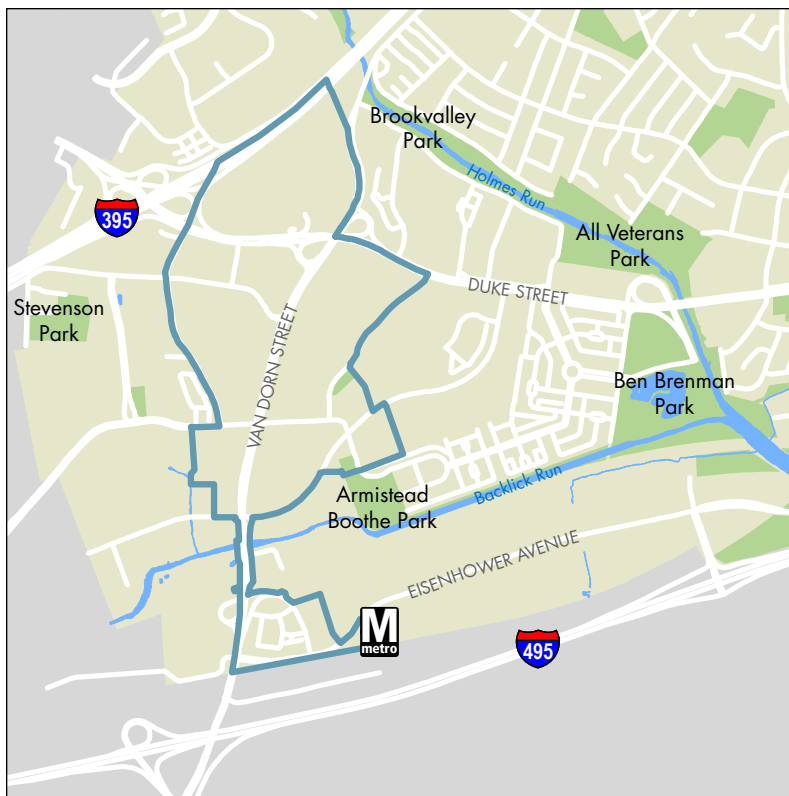 Brookvalley
Park
Holmes Run
395
All Veterans
Park
DUKE STREET
Stevenson
Park
VAN DORN STREET
Ben Brenman
Park
Armistead
Boothe Park
Backlick Run
EISENHOWER AVENUE
M
metro
495